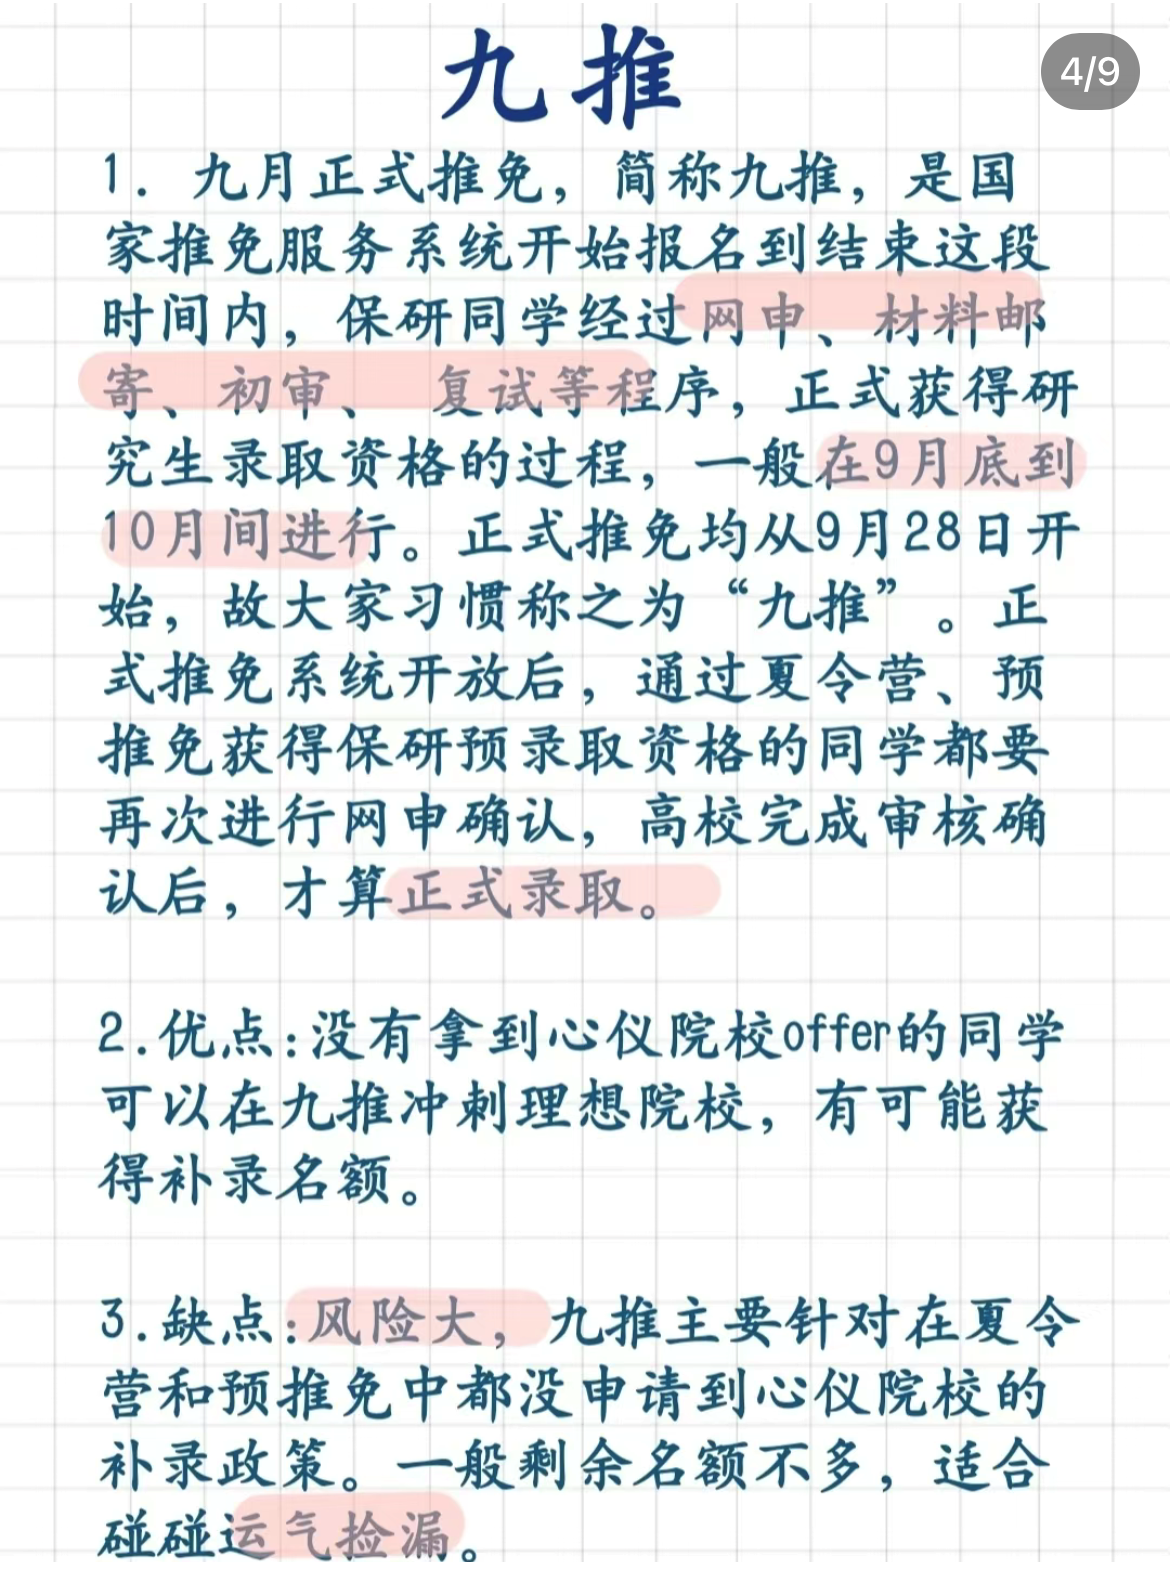 九推
4/9
1. 九月正式推免，简称九推，是国
家推免服务系统开始报名到结束这段
时间内，保研同学经过网申、材料邮
寄、初审、 复试等程序，正式获得研
究生录取资格的过程，一般在9月底到
10月间进行。正式推免均从9月28日开
始，故大家习惯称之为“九推”。正
式推免系统开放后，通过夏令营、预
推免获得保研预录取资格的同学都要
再次进行网申确认，高校完成审核确
认后，才算正式录取。
2.优点:没有拿到心仪院校offer的同学
可以在九推冲刺理想院校，有可能获
得补录名额。
3.缺点:风险大，九推主要针对在夏令
营和预推免中都没申请到心仪院校的
补录政策。一般剩余名额不多，适合
碰碰运气捡漏。